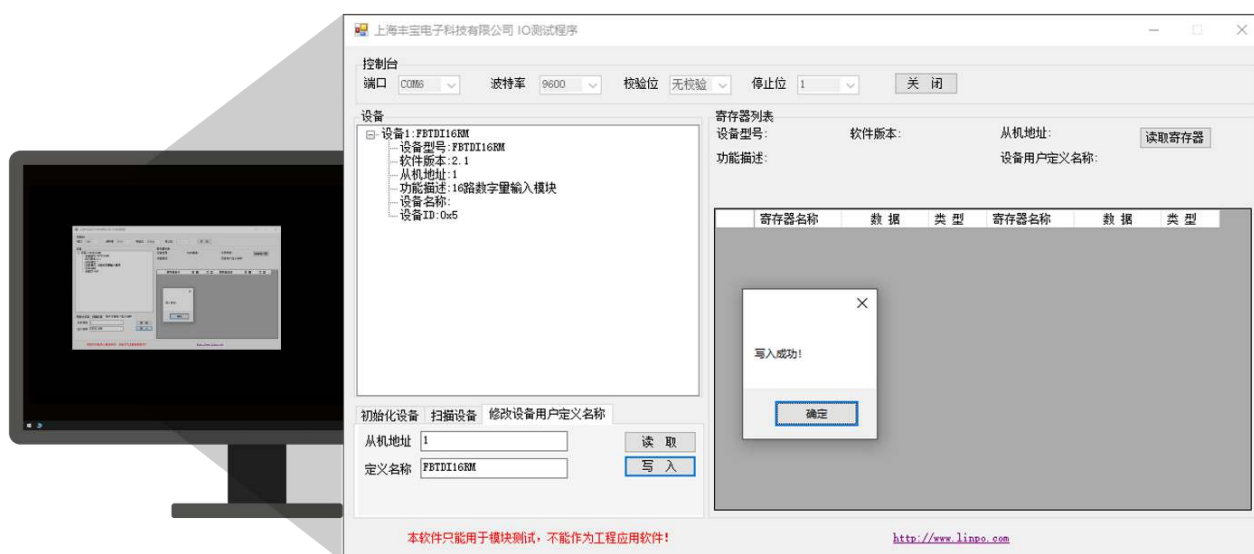 上海丰宝电子科技有限公司 IO测试程序
控制台
端口 COM6 波特率 9600 校验位 无校验 停止位 1 关 闭
设备
设备1:FBTDI16RM
设备型号:FBTDI16RM
软件版本:2.1
从机地址:1
功能描述:16路数字里输入模块
设备名称:
设备ID:0x5
寄存器列表
设备型号: 软件版本: 从机地址: 读取寄存器
功能描述: 设备用户定义名称:
寄存器名称 数 据 类 型 寄存器名称 数 据 类 型
写入成功!
确定
初始化设备 扫描设备 修改设备用户定义名称
从机地址 1 读 取
定义名称 FBTDI16RM 写 入
本软件只能用于模块测试，不能作为工程应用软件!
http://www.linpo.com